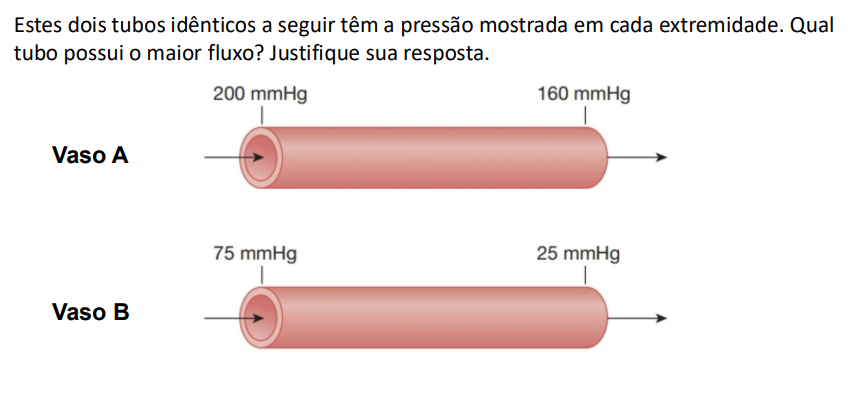 Estes dois tubos idênticos a seguir têm a pressão mostrada em cada extremidade. Qual
tubo possui o maior fluxo? Justifique sua resposta.
200 mmHg
160 mmHg
Vaso A
75 mmHg
25 mmHg
Vaso B